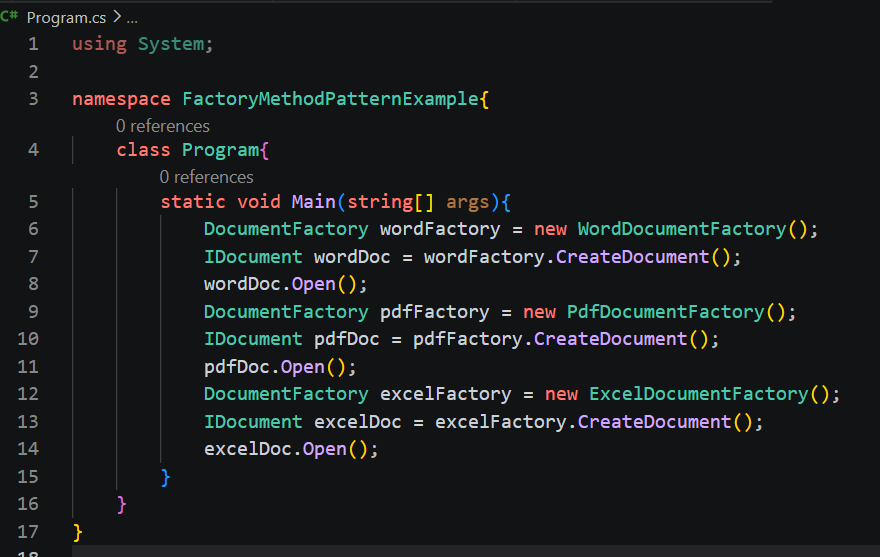 C# Program.cs > ...
1 using System;
2
3 namespace FactoryMethodPatternExample{
0 references
4 class Program{
0 references
5 static void Main(string[] args){
6 DocumentFactory wordFactory = new WordDocumentFactory();
7 IDocument wordDoc = wordFactory.CreateDocument();
8 wordDoc.Open();
9 DocumentFactory pdfFactory = new PdfDocumentFactory();
10 IDocument pdfDoc = pdfFactory.CreateDocument();
11 pdfDoc.Open();
12 DocumentFactory excelFactory = new ExcelDocumentFactory();
13 IDocument excelDoc = excelFactory.CreateDocument();
14 excelDoc.Open();
15 }
16 }
17 }
18